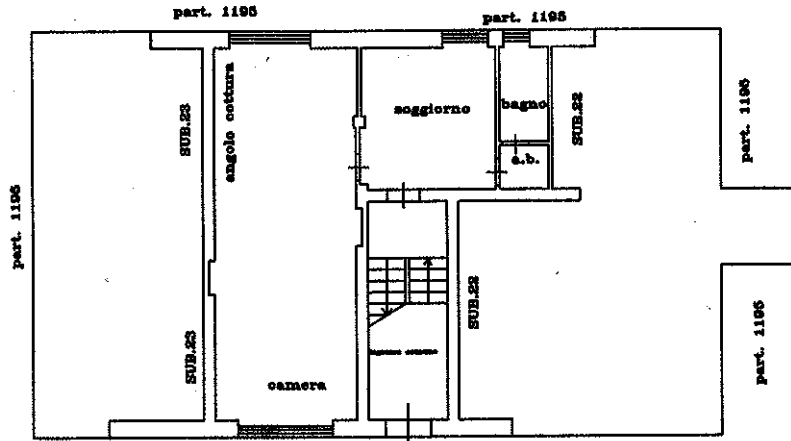 part. 1195
part. 1195
SUB.23
angolo cottura
soggiorno
bagno
SUB.22
part. 1195
a.b.
part. 1195
SUB.22
SUB.23
camera
part. 1195